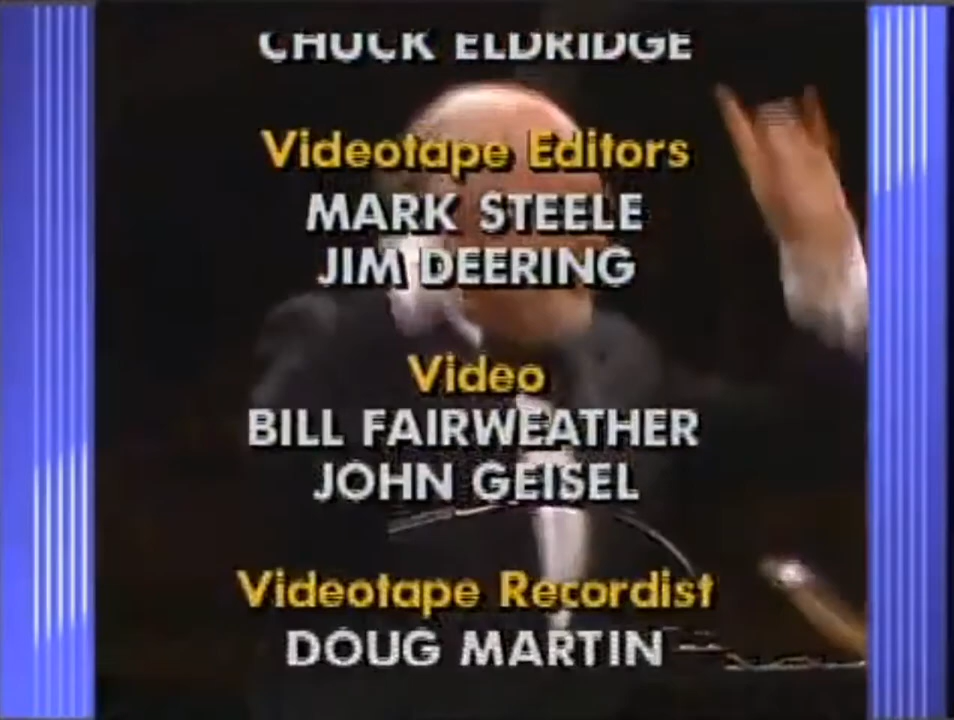 CHUCK ELDRIDGE
Videotape Editors
MARK STEELE
JIM DEERING
Video
BILL FAIRWEATHER
JOHN GEISEL
Videotape Recordist
DOUG MARTIN